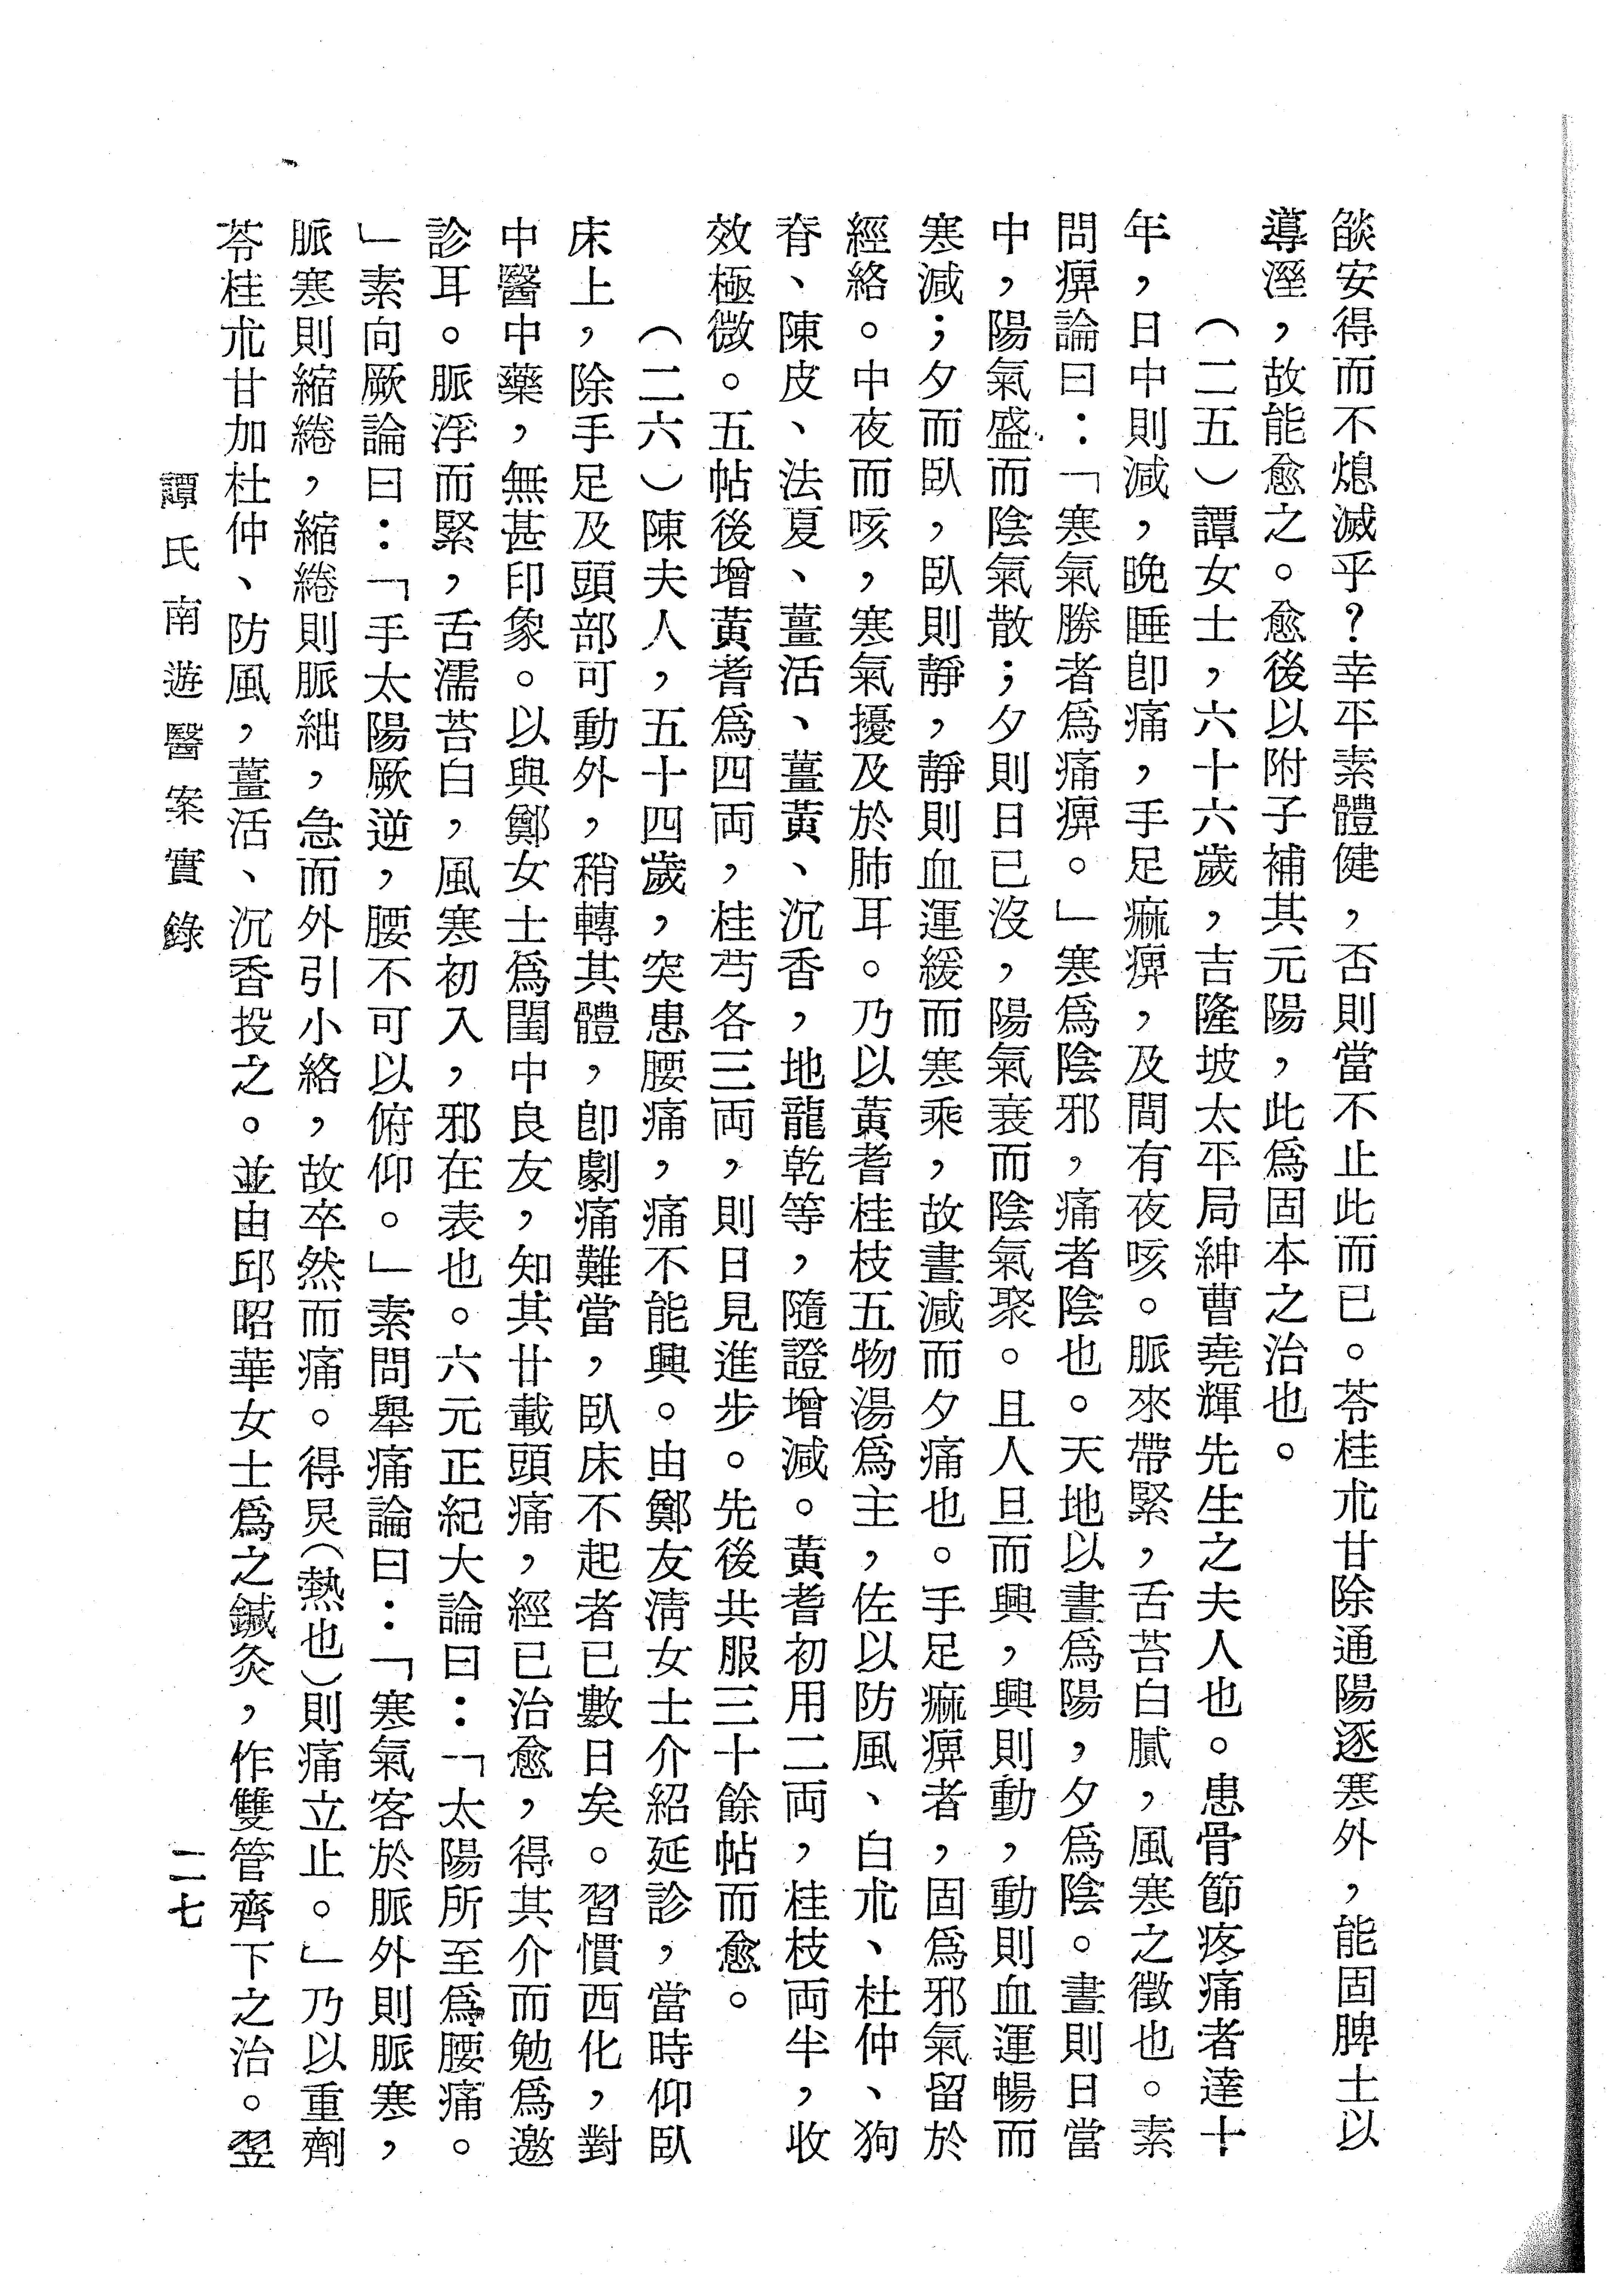 燄安得而不熄滅乎？幸平素體健，否則當不止此而已。苓桂朮甘除通陽逐寒外，能固脾土以
導溼，故能愈之。愈後以附子補其元陽，此爲固本之治也。
（二五）譚女士，六十六歲，吉隆坡太平局紳曹堯輝先生之夫人也。患骨節疼痛者達十
年，日中則減，晚睡卽痛，手足痲痹，及間有夜咳。脈來帶緊，舌苔白膩，風寒之徵也。素
問痹論曰：「寒氣勝者爲痛痹。」寒爲陰邪，痛者陰也。天地以晝爲陽，夕爲陰。晝則日當
中，陽氣盛而陰氣散；夕則日已沒，陽氣衰而陰氣聚。且人旦而興，興則動，動則血運暢而
寒減；夕而臥，臥則靜，靜則血運緩而寒乘，故晝減而夕痛也。手足痲痹者，固爲邪氣留於
經絡。中夜而咳，寒氣擾及於肺耳。乃以黃耆桂枝五物湯爲主，佐以防風、白朮、杜仲、狗
脊、陳皮、法夏、薑活、薑黃、沉香，地龍乾等，隨證增減。黃耆初用二両，桂枝両半，收
效極微。五帖後增黃耆爲四両，桂芍各三両，則日見進步。先後共服三十餘帖而愈。
（二六）陳夫人，五十四歲，突患腰痛，痛不能興。由鄭友淸女士介紹延診，當時仰臥
床上，除手足及頭部可動外，稍轉其體，卽劇痛難當，臥床不起者已數日矣。習慣西化，對
中醫中藥，無甚印象。以與鄭女士爲閨中良友，知其廿載頭痛，經已治愈，得其介而勉爲邀
診耳。脈浮而緊，舌濡苔白，風寒初入，邪在表也。六元正紀大論曰：「太陽所至爲腰痛。
」素向厥論曰：「手太陽厥逆，腰不可以俯仰。」素問舉痛論曰：「寒氣客於脈外則脈寒，
脈寒則縮綣，縮綣則脈絀，急而外引小絡，故卒然而痛。得炅（熱也）則痛立止。」乃以重劑
苓桂朮甘加杜仲、防風，薑活、沉香投之。並由邱昭華女士爲之鍼灸，作雙管齊下之治。翌
譚氏南遊醫案實錄
二七